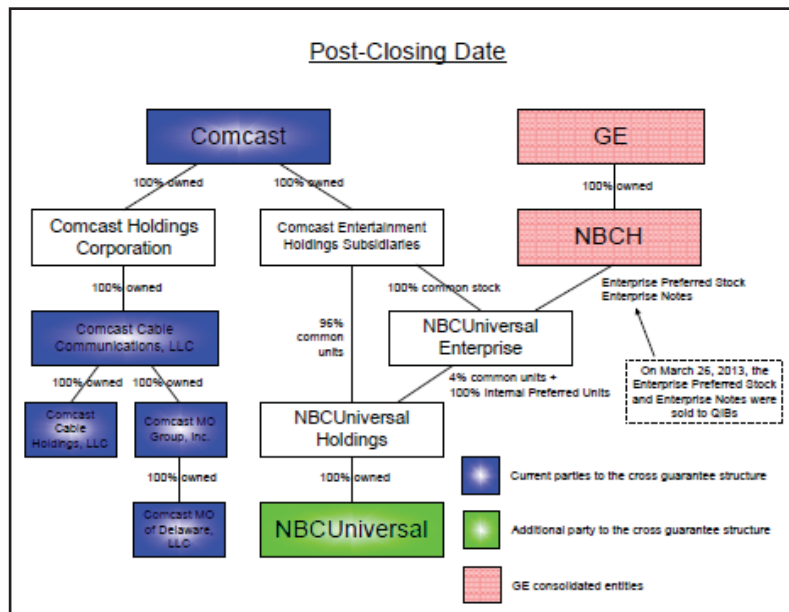 Post-Closing Date
Comcast
GE
100% owned
100% owned
100% owned
Comcast Holdings
Corporation
Comcast Entertainment
Holdings Subsidiaries
NBCH
100% owned
100% common stock
Enterprise Preferred Stock
Enterprise Notes
Comcast Cable
Communications, LLC
96%
common
units
NBCUniversal
Enterprise
On March 26, 2013, the
Enterprise Preferred Stock
and Enterprise Notes were
sold to QIBs
100% owned
100% owned
4% common units +
100% Internal Preferred Units
Comcast
Cable
Holdings, LLC
Comcast MO
Group, Inc.
NBCUniversal
Holdings
100% owned
100% owned
Comcast MO
of Delaware,
LLC
NBCUniversal
Current parties to the cross guarantee structure
Additional party to the cross guarantee structure
GE consolidated entities